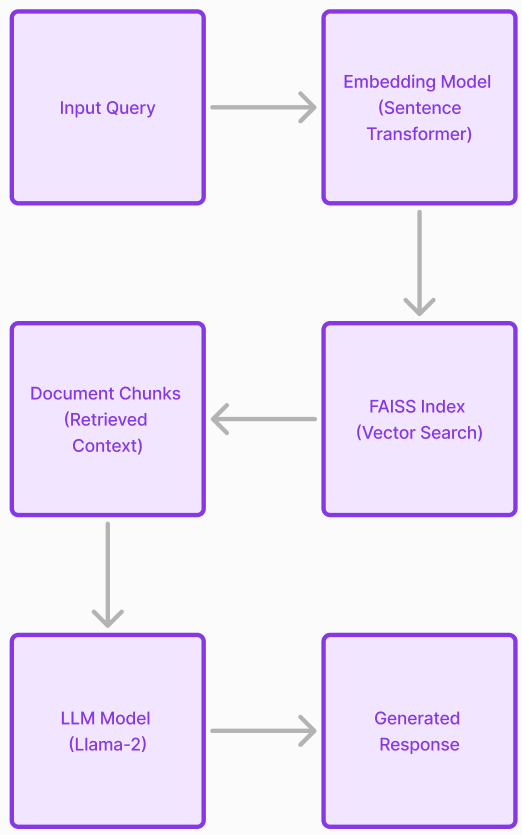 Input Query
Embedding Model
(Sentence
Transformer)
FAISS Index
(Vector Search)
Document Chunks
(Retrieved
Context)
LLM Model
(Llama-2)
Generated
Response